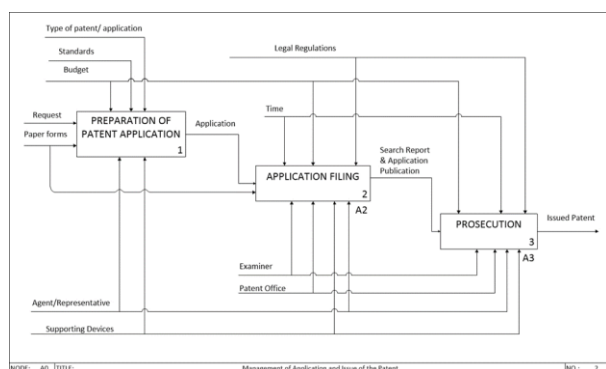 Type of patent/ application
Standards
Budget
Legal Regulations
Time
Request
Paper forms
PREPARATION OF
PATENT APPLICATION
1
Application
APPLICATION FILING
2
A2
Search Report
& Application
Publication
PROSECUTION
3
A3
Issued Patent
Examiner
Patent Office
Agent/Representative
Supporting Devices
NODE: A0 TITLE: Management of Application and Issue of the Patent NO.: 2